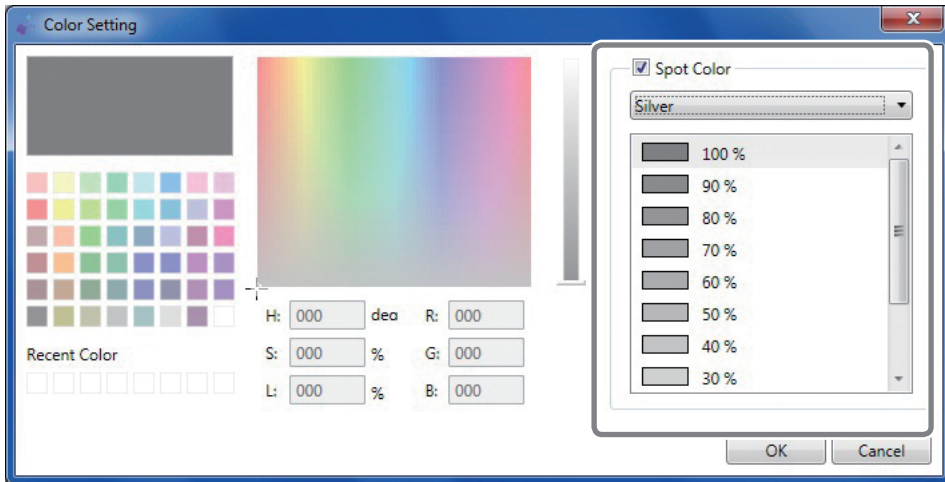 Color Setting
Spot Color
Silver
100 %
90 %
80 %
70 %
60 %
50 %
40 %
30 %
H: 000 dea R: 000
S: 000 % G: 000
L: 000 % B: 000
Recent Color
OK Cancel